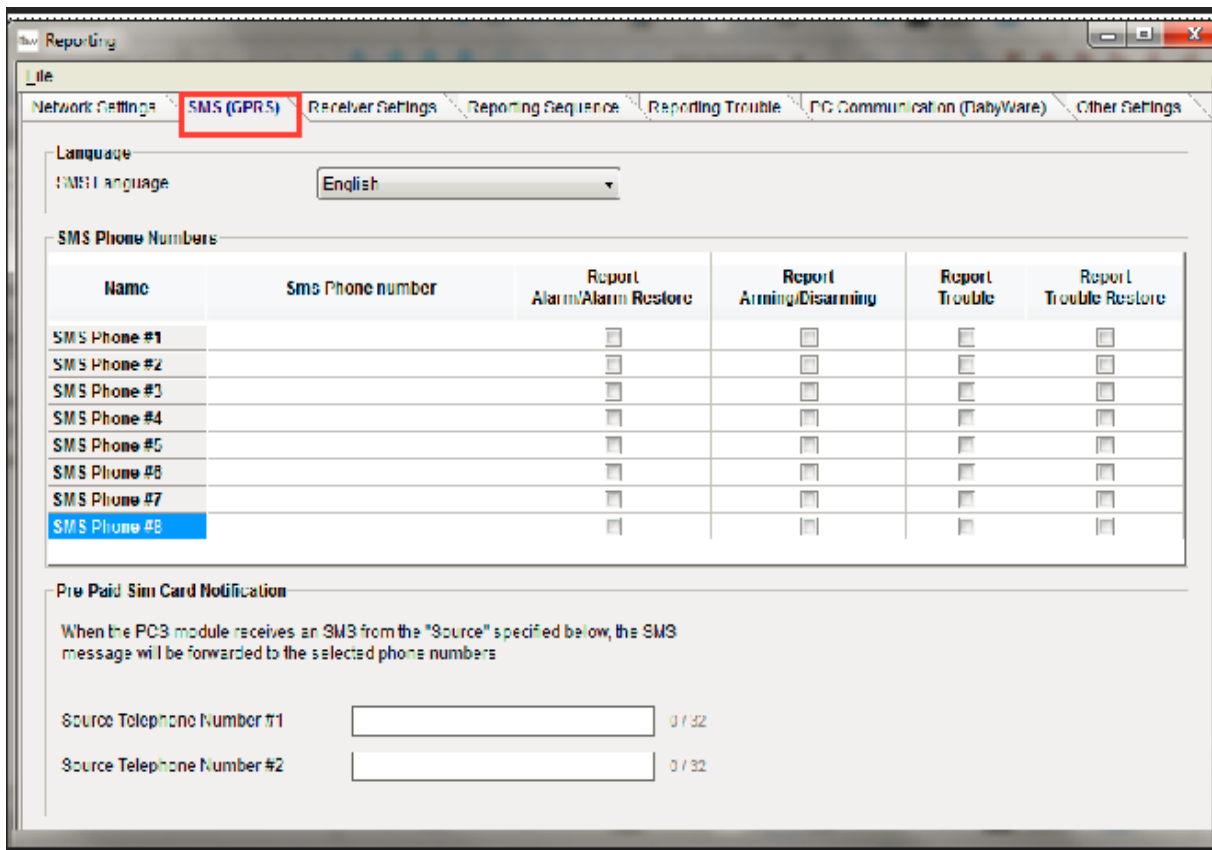 Reporting
File
Network Settings SMS (GPRS) Receiver Settings Reporting Sequence Reporting Trouble PC Communication (BabyWare) Other Settings
Language
SMS Language English
SMS Phone Numbers
Name Sms Phone number Report Alarm/Alarm Restore Report Arming/Disarming Report Trouble Report Trouble Restore
SMS Phone #1
SMS Phone #2
SMS Phone #3
SMS Phone #4
SMS Phone #5
SMS Phone #6
SMS Phone #7
SMS Phone #8
Pre Paid Sim Card Notification
When the PCS module receives an SMS from the "Source" specified below, the SMS
message will be forwarded to the selected phone numbers
Source Telephone Number #1 0 / 32
Source Telephone Number #2 0 / 32